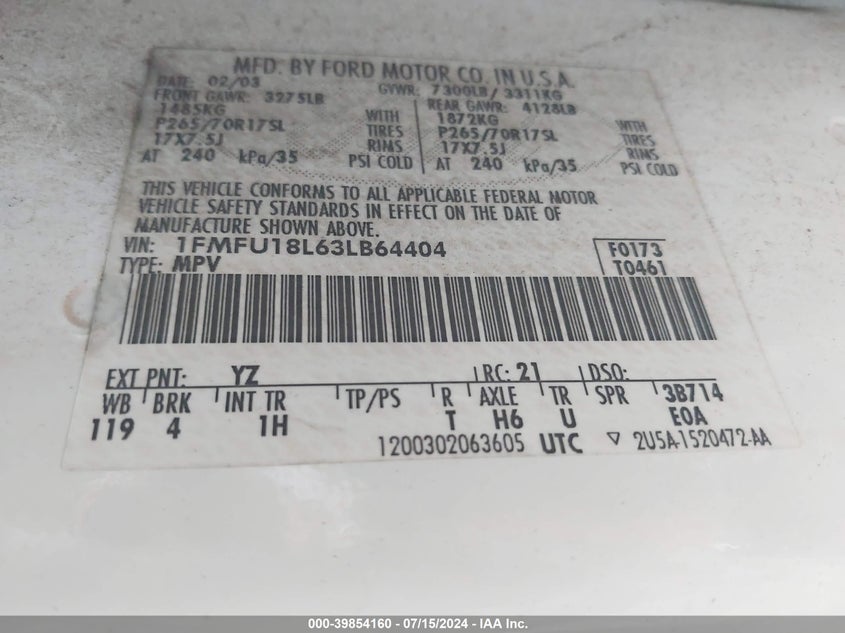 MFD. BY FORD MOTOR CO. IN U.S.A.
DATE: 02/03 GVWR: 7300LB / 3311KG
FRONT GAWR: 3275LB REAR GAWR: 4128LB
1485KG WITH 1872KG WITH
P265/70R17SL TIRES P265/70R17SL TIRES
17X7.5J RIMS 17X7.5J RIMS
AT 240 kPa/35 PSI COLD AT 240 kPa/35 PSI COLD
THIS VEHICLE CONFORMS TO ALL APPLICABLE FEDERAL MOTOR
VEHICLE SAFETY STANDARDS IN EFFECT ON THE DATE OF
MANUFACTURE SHOWN ABOVE.
VIN: 1FMFU18L63LB64404 F0173
TYPE: MPV T0461
EXT PNT: YZ RC: 21 DSO:
WB BRK INT TR TP/PS R AXLE TR SPR 3B714
119 4 1H T H6 U E0A
1200302063605 UTC ▽ 2U5A-1520472-AA
000-39854160 - 07/15/2024 - IAA Inc.